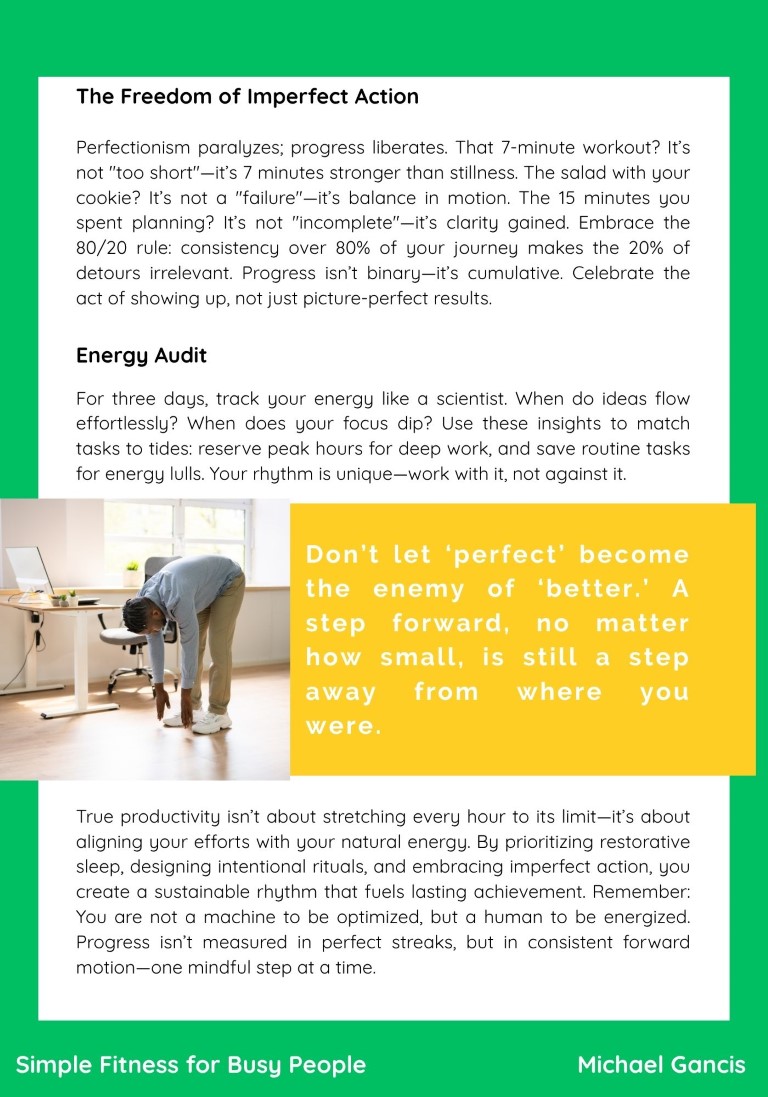 The Freedom of Imperfect Action
Perfectionism paralyzes; progress liberates. That 7-minute workout? It’s
not "too short"—it’s 7 minutes stronger than stillness. The salad with your
cookie? It’s not a "failure"—it’s balance in motion. The 15 minutes you
spent planning? It’s not "incomplete"—it’s clarity gained. Embrace the
80/20 rule: consistency over 80% of your journey makes the 20% of
detours irrelevant. Progress isn’t binary—it’s cumulative. Celebrate the
act of showing up, not just picture-perfect results.
Energy Audit
For three days, track your energy like a scientist. When do ideas flow
effortlessly? When does your focus dip? Use these insights to match
tasks to tides: reserve peak hours for deep work, and save routine tasks
for energy lulls. Your rhythm is unique—work with it, not against it.
Don’t let ‘perfect’ become
the enemy of ‘better.’ A
step forward, no matter
how small, is still a step
away from where you
were.
True productivity isn’t about stretching every hour to its limit—it’s about
aligning your efforts with your natural energy. By prioritizing restorative
sleep, designing intentional rituals, and embracing imperfect action, you
create a sustainable rhythm that fuels lasting achievement. Remember:
You are not a machine to be optimized, but a human to be energized.
Progress isn’t measured in perfect streaks, but in consistent forward
motion—one mindful step at a time.
Simple Fitness for Busy People
Michael Gancis